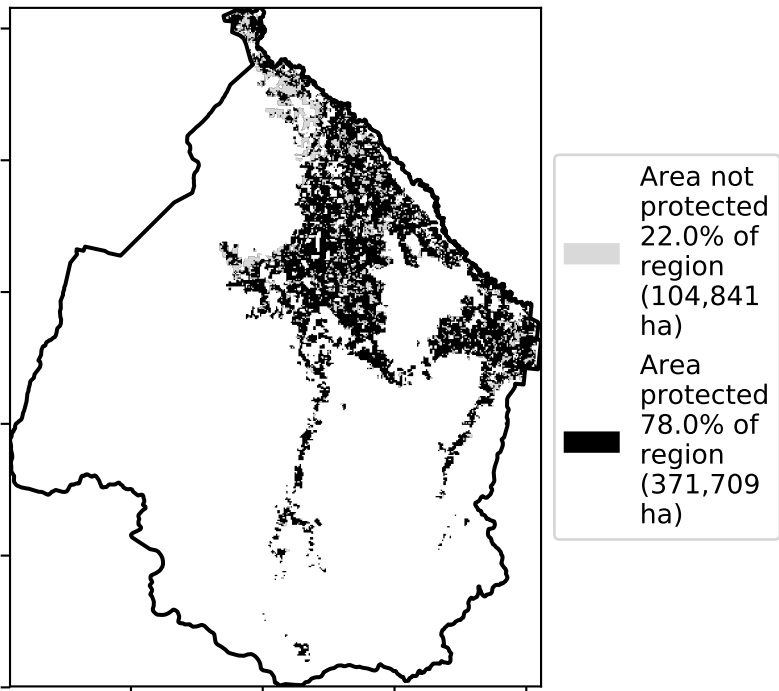 Area not
protected
22.0% of
region
(104,841
ha)
Area
protected
78.0% of
region
(371,709
ha)